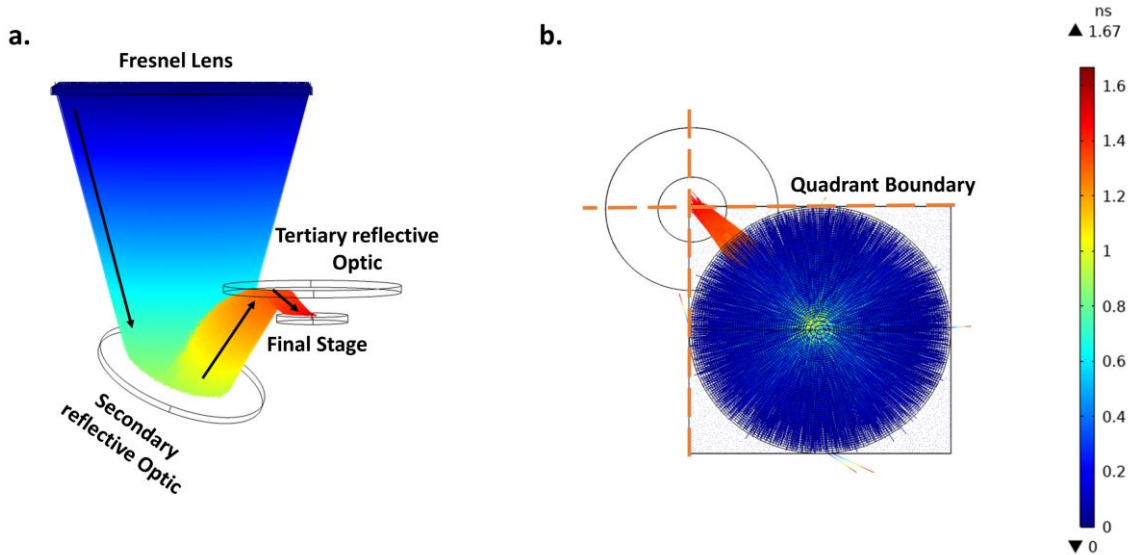 a.
Fresnel Lens
Tertiary reflective
Optic
Final Stage
Secondary
reflective Optic
b.
Quadrant Boundary
ns
▲ 1.67
1.6
1.4
1.2
1
0.8
0.6
0.4
0.2
0
▼ 0